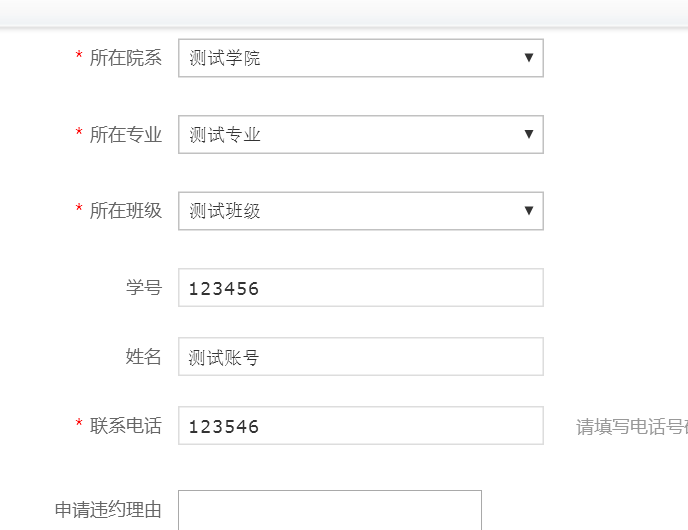 * 所在院系 测试学院
* 所在专业 测试专业
* 所在班级 测试班级
学号 123456
姓名 测试账号
* 联系电话 123546 请填写电话号
申请违约理由